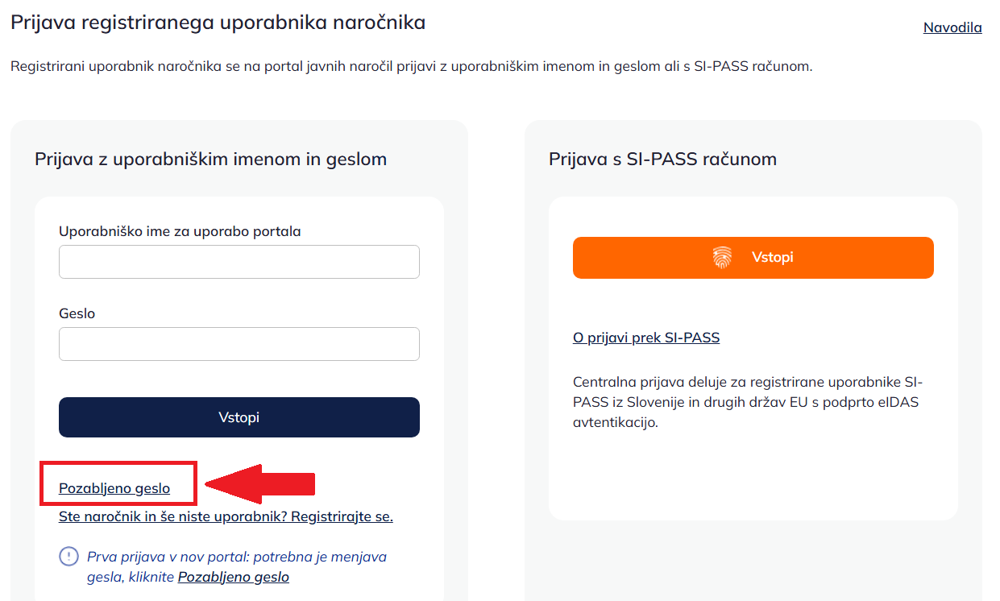 Prijava registriranega uporabnika naročnika
Navodila
Registrirani uporabnik naročnika se na portal javnih naročil prijavi z uporabniškim imenom in geslom ali s SI-PASS računom.
Prijava z uporabniškim imenom in geslom
Uporabniško ime za uporabo portala
Geslo
Vstopi
Pozabljeno geslo
Ste naročnik in še niste uporabnik? Registrirajte se.
Prva prijava v nov portal: potrebna je menjava
gesla, kliknite Pozabljeno geslo
Prijava s SI-PASS računom
Vstopi
O prijavi prek SI-PASS
Centralna prijava deluje za registrirane uporabnike SI-
PASS iz Slovenije in drugih držav EU s podprto eIDAS
avtentikacijo.